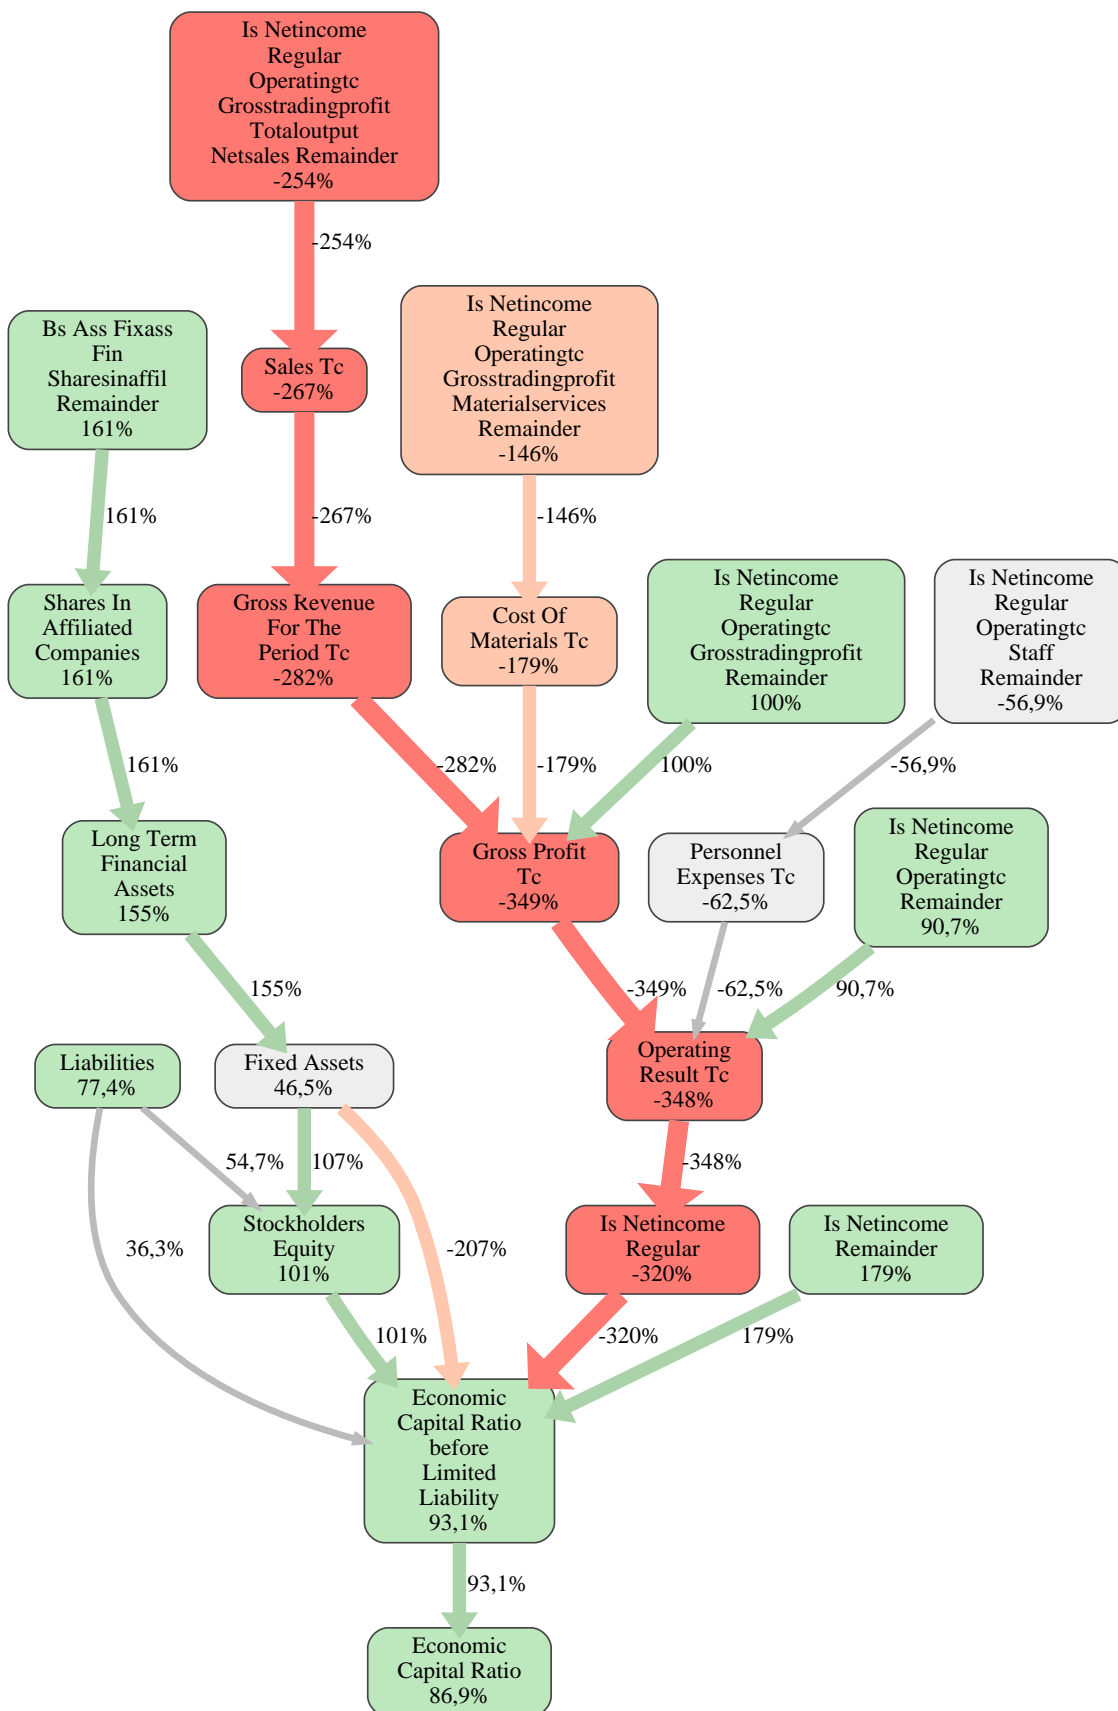 Is Netincome
Regular
Operatingtc
Grosstradingprofit
Totaloutput
Netsales Remainder
-254%
-254%
Bs Ass Fixass
Fin
Sharesinaffil
Remainder
161%
Sales Tc
-267%
Is Netincome
Regular
Operatingtc
Grosstradingprofit
Materialservices
Remainder
-146%
161%
-267%
-146%
Shares In
Affiliated
Companies
161%
Gross Revenue
For The
Period Tc
-282%
Cost Of
Materials Tc
-179%
Is Netincome
Regular
Operatingtc
Grosstradingprofit
Remainder
100%
Is Netincome
Regular
Operatingtc
Staff
Remainder
-56,9%
161%
-282%
-179%
100%
-56,9%
Long Term
Financial
Assets
155%
Gross Profit
Tc
-349%
Personnel
Expenses Tc
-62,5%
Is Netincome
Regular
Operatingtc
Remainder
90,7%
155%
-349%
-62,5%
90,7%
Liabilities
77,4%
Fixed Assets
46,5%
Operating
Result Tc
-348%
54,7%
107%
-348%
Stockholders
Equity
101%
36,3%
-207%
Is Netincome
Regular
-320%
Is Netincome
Remainder
179%
101%
-320%
179%
Economic
Capital Ratio
before
Limited
Liability
93,1%
93,1%
Economic
Capital Ratio
86,9%